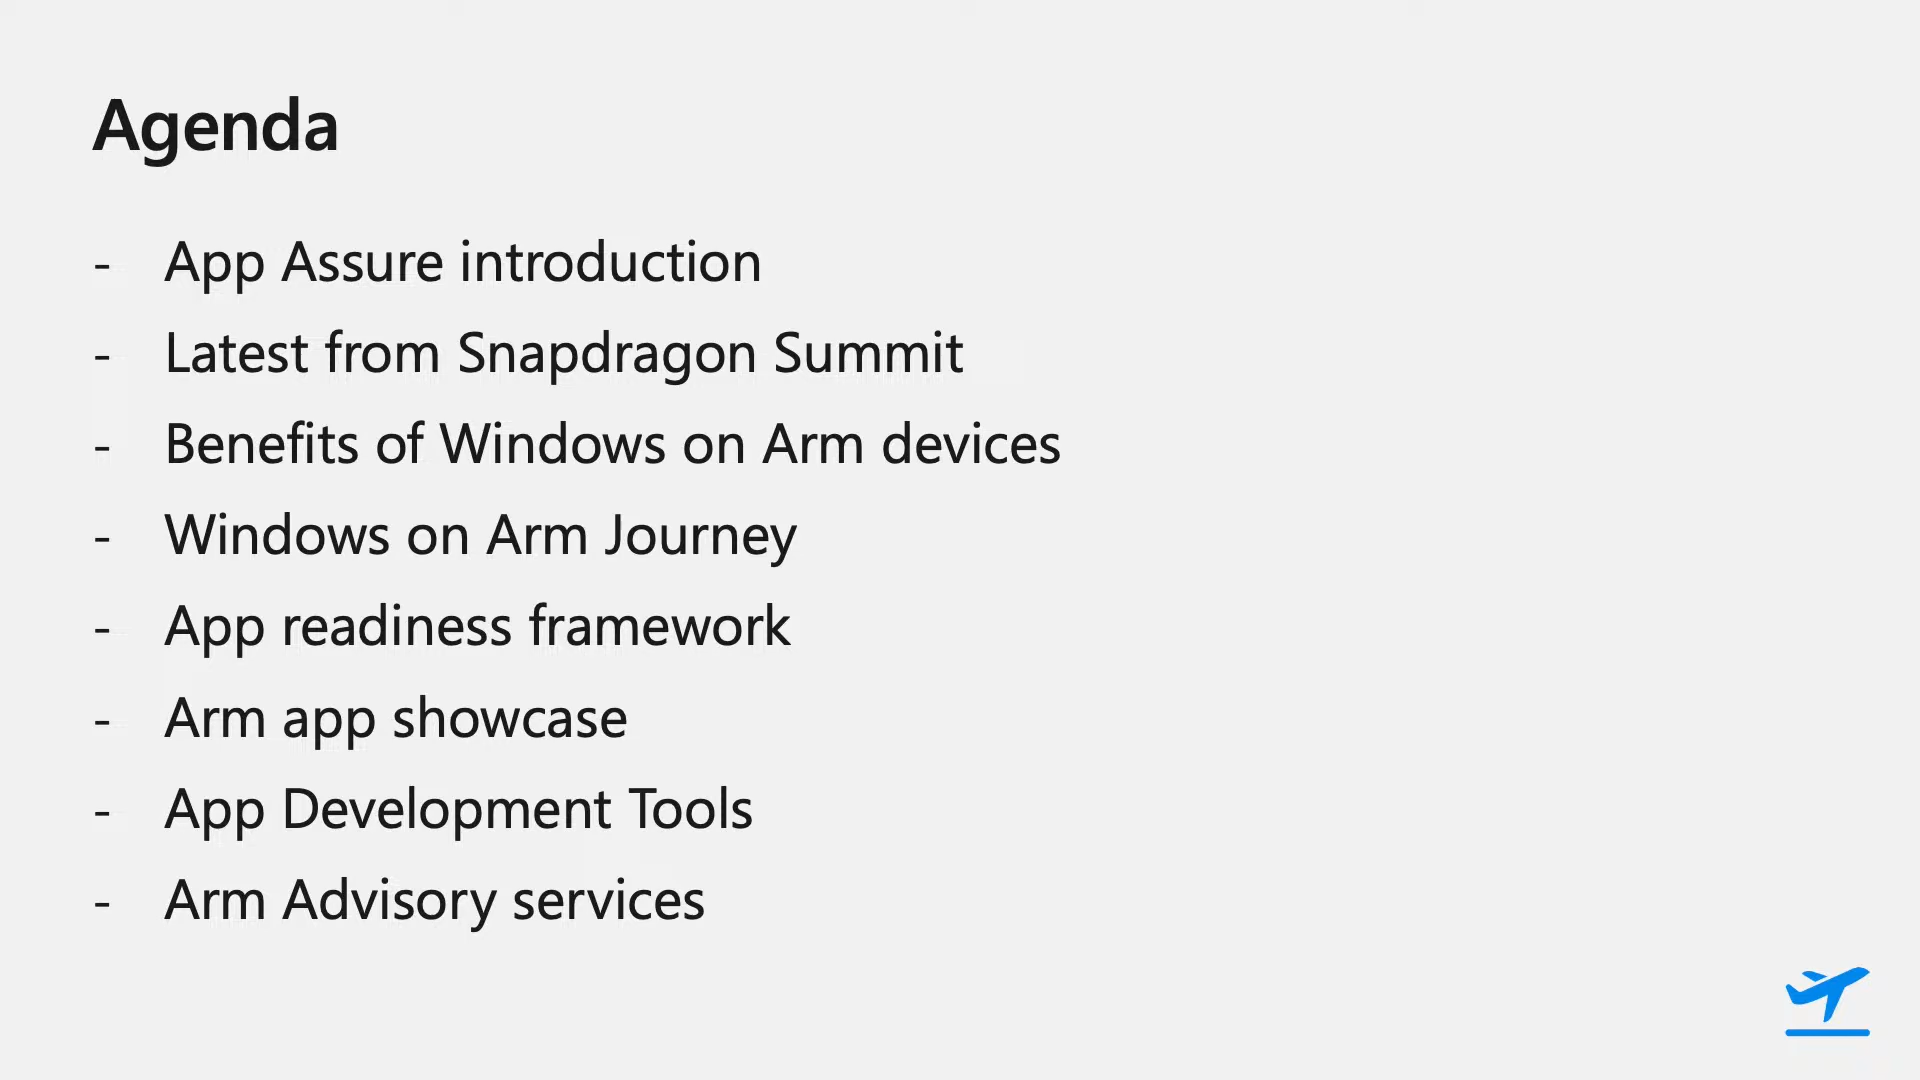 Agenda
- App Assure introduction
- Latest from Snapdragon Summit
- Benefits of Windows on Arm devices
- Windows on Arm Journey
- App readiness framework
- Arm app showcase
- App Development Tools
- Arm Advisory services